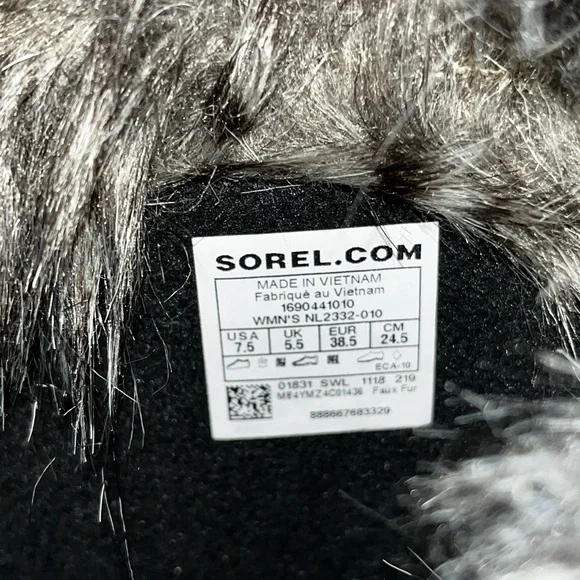 SOREL.COM
MADE IN VIETNAM
Fabriqué au Vietnam
1690441010
WMN'S NL2332-010
USA UK EUR CM
7.5 5.5 38.5 24.5
ECA-10
01831 SWL 1118 219
ME4YMZ4C01436 Faux Fur
888667683329